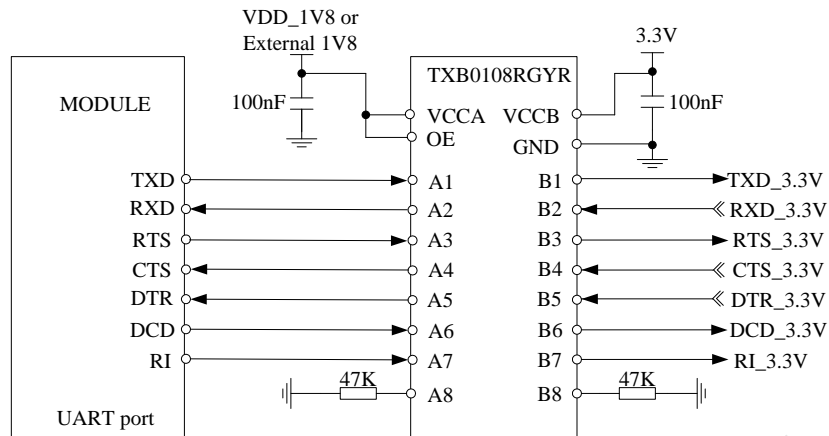 VDD_1V8 or
External 1V8
3.3V
TXB0108RGYR
MODULE
100nF
VCCA
VCCB
100nF
OE
GND
TXD
A1
B1
TXD_3.3V
RXD
A2
B2
RXD_3.3V
RTS
A3
B3
RTS_3.3V
CTS
A4
B4
CTS_3.3V
DTR
A5
B5
DTR_3.3V
DCD
A6
B6
DCD_3.3V
RI
A7
B7
RI_3.3V
47K
A8
B8
47K
UART port